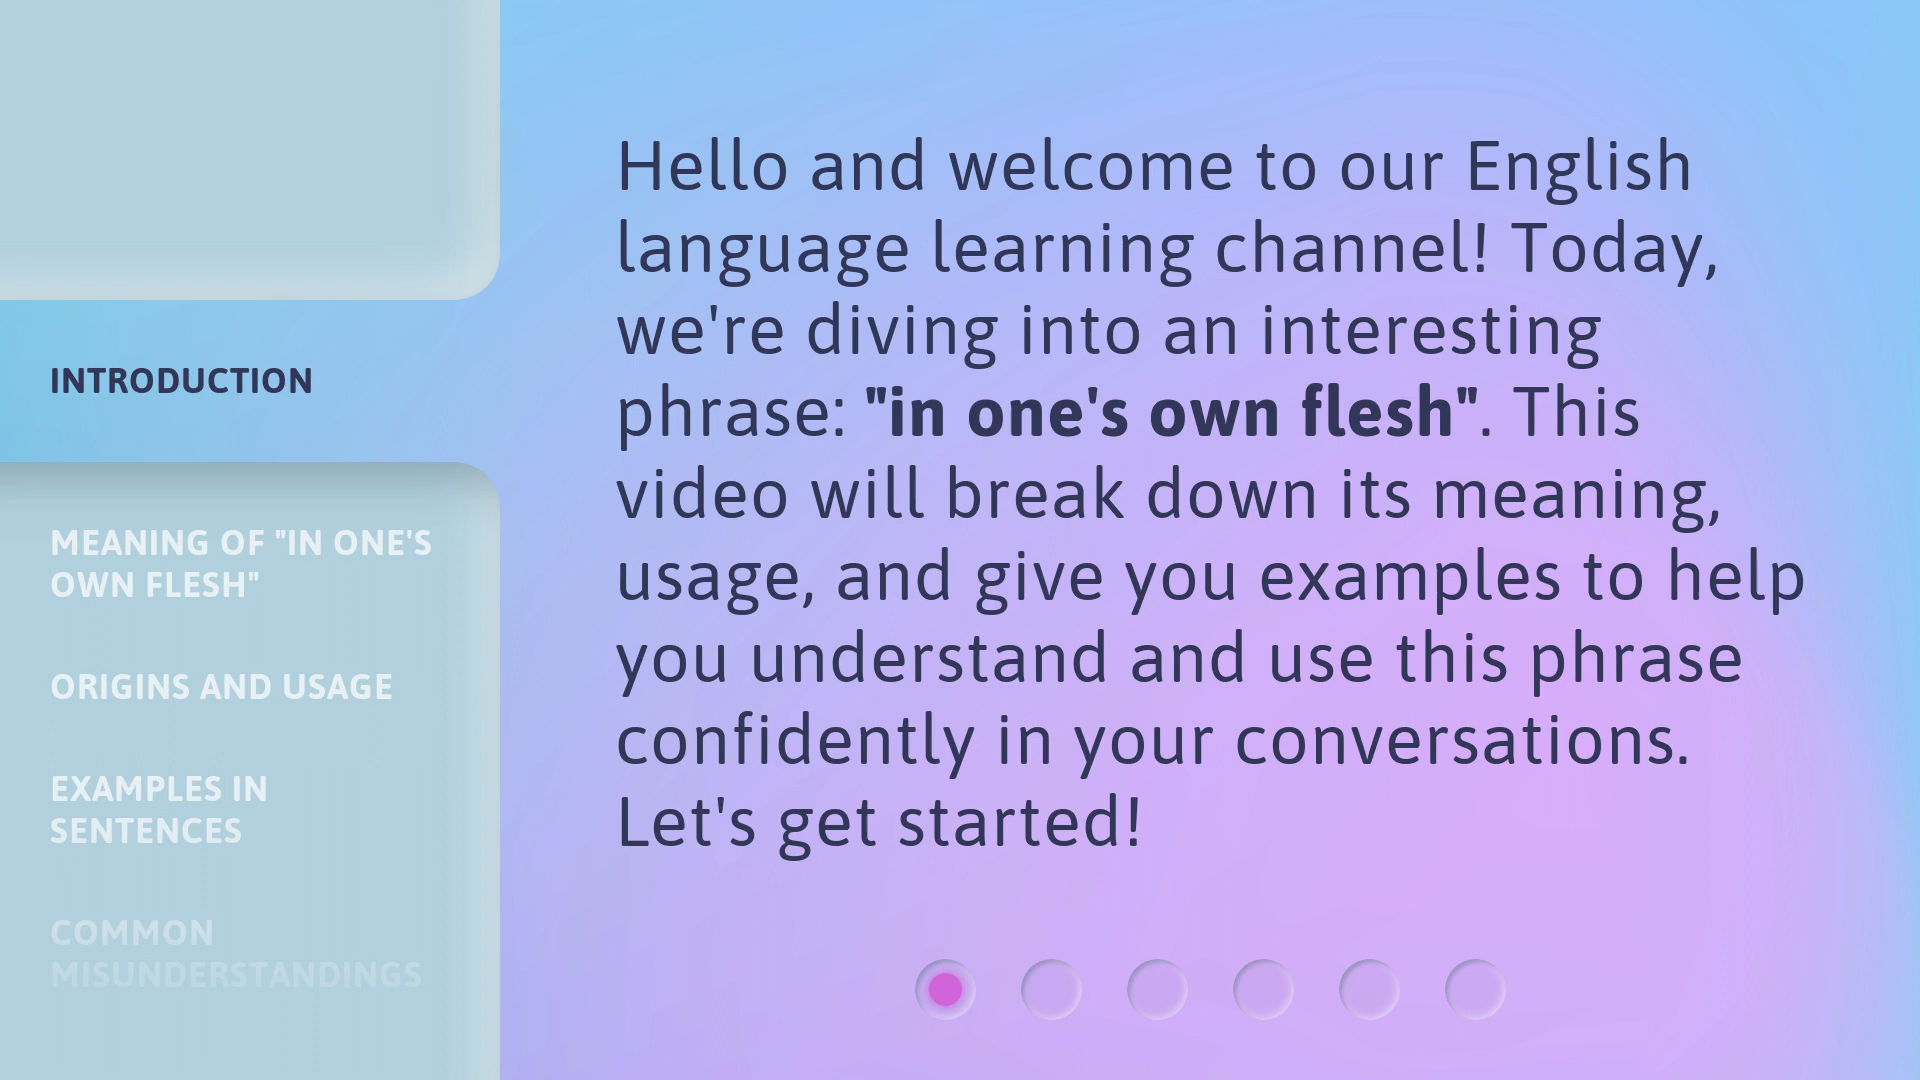 INTRODUCTION
MEANING OF "IN ONE'S
OWN FLESH"
ORIGINS AND USAGE
EXAMPLES IN
SENTENCES
COMMON
MISUNDERSTANDINGS
Hello and welcome to our English
language learning channel! Today,
we're diving into an interesting
phrase: "in one's own flesh". This
video will break down its meaning,
usage, and give you examples to help
you understand and use this phrase
confidently in your conversations.
Let's get started!